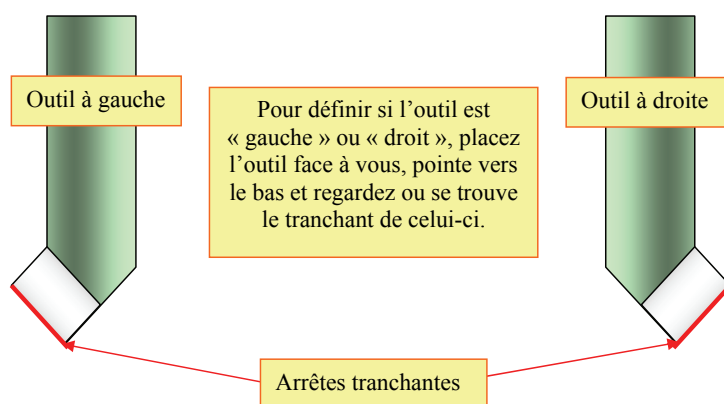 Outil à gauche
Pour définir si l'outil est
« gauche » ou « droit », placez
l'outil face à vous, pointe vers
le bas et regardez ou se trouve
le tranchant de celui-ci.
Outil à droite
Arrêtes tranchantes